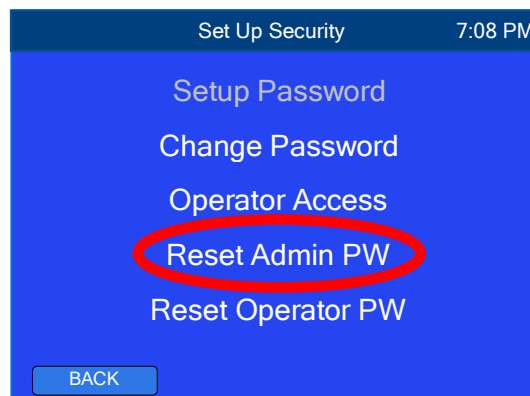 Set Up Security 7:08 PM
Setup Password
Change Password
Operator Access
Reset Admin PW
Reset Operator PW
BACK